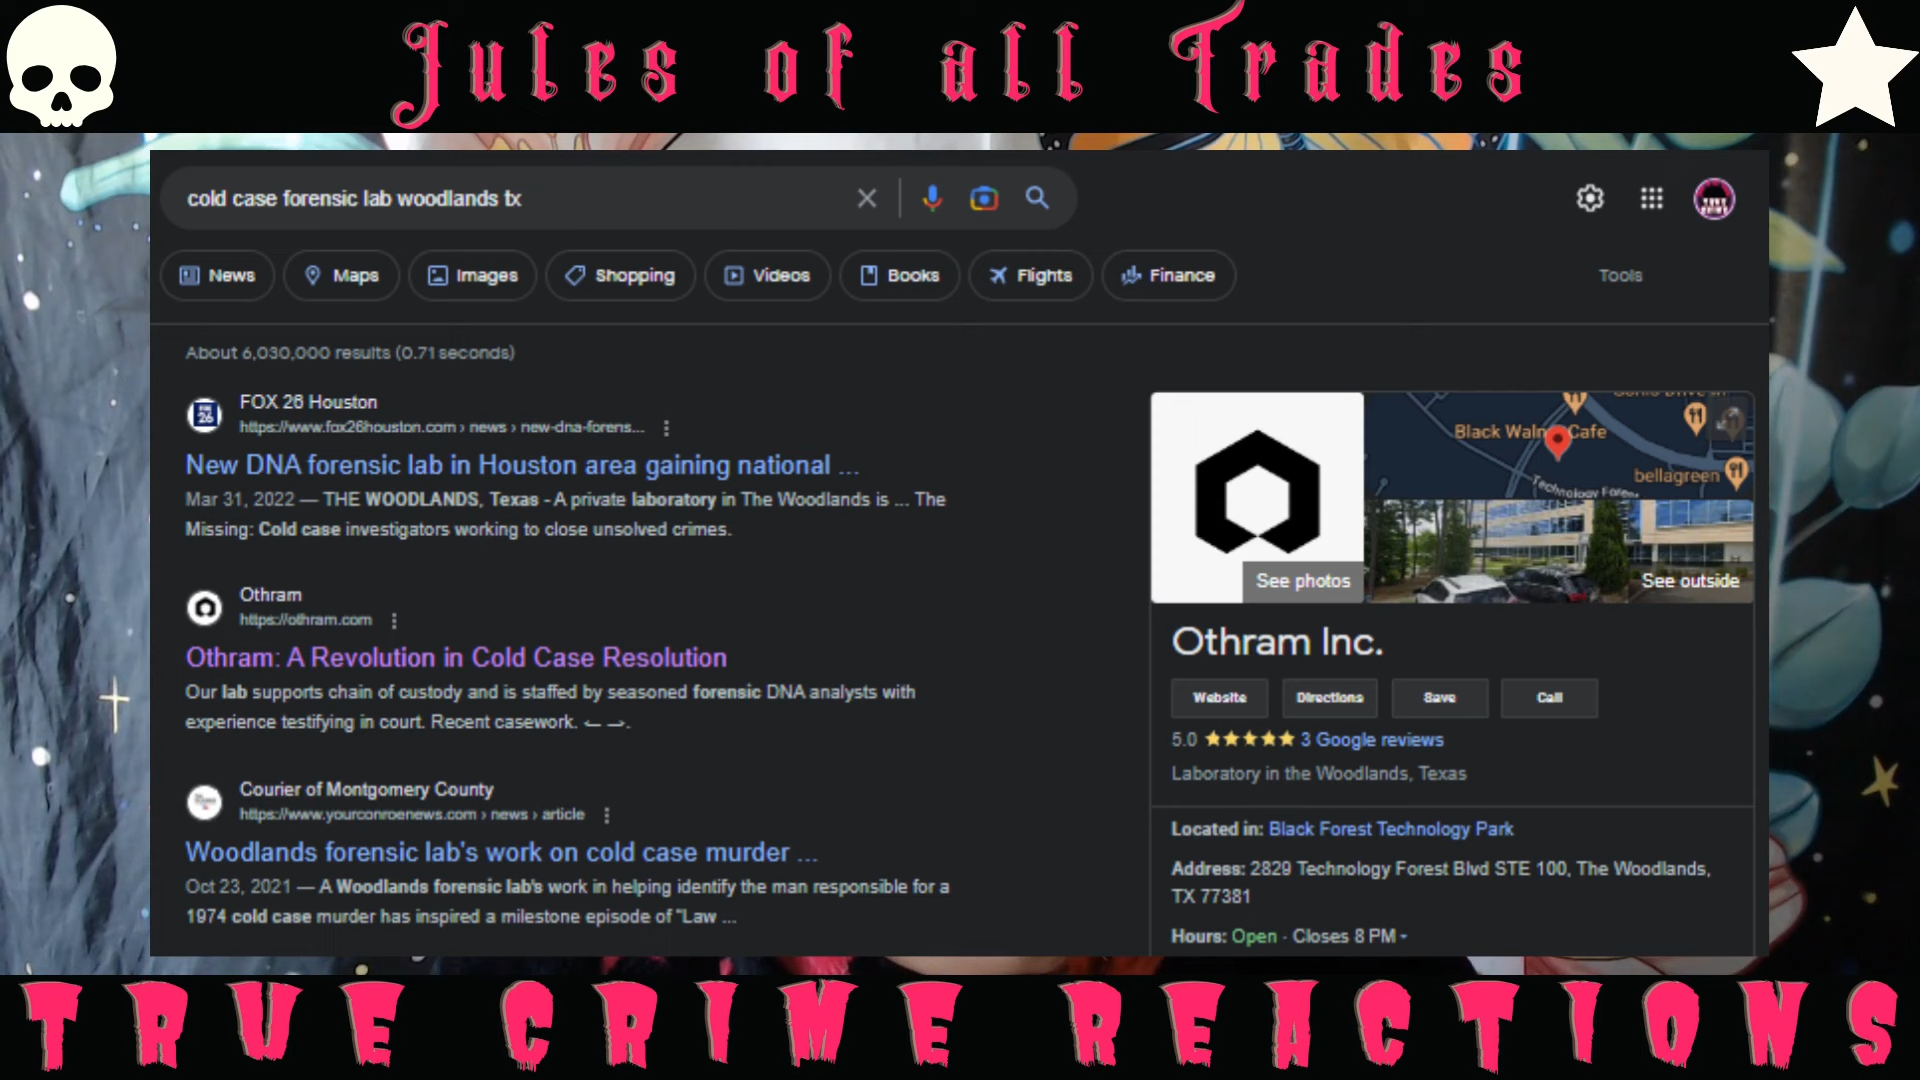 Jules of all Trades
cold case forensic lab woodlands tx
News
Maps
Images
Shopping
Videos
Books
Flights
Finance
Tools
About 6,030,000 results (0.71 seconds)
FOX 26 Houston
https://www.fox26houston.com › news › new-dna-forens...
New DNA forensic lab in Houston area gaining national ...
Mar 31, 2022 — THE WOODLANDS, Texas - A private laboratory in The Woodlands is ... The
Missing: Cold case investigators working to close unsolved crimes.
Othram
https://othram.com
Othram: A Revolution in Cold Case Resolution
Our lab supports chain of custody and is staffed by seasoned forensic DNA analysts with
experience testifying in court. Recent casework. ← →.
Courier of Montgomery County
https://www.yourconroenews.com › news › article
Woodlands forensic lab's work on cold case murder ...
Oct 23, 2021 — A Woodlands forensic lab's work in helping identify the man responsible for a
1974 cold case murder has inspired a milestone episode of "Law ...
Black Cafe
bellagreen
Technology
See photos
See outside
Othram Inc.
Website
Directions
Save
Call
5.0 ★★★★★ 3 Google reviews
Laboratory in the Woodlands, Texas
Located in: Black Forest Technology Park
Address: 2829 Technology Forest Blvd STE 100, The Woodlands,
TX 77381
Hours: Open · Closes 8 PM
TRUE CRIME REACTIONS